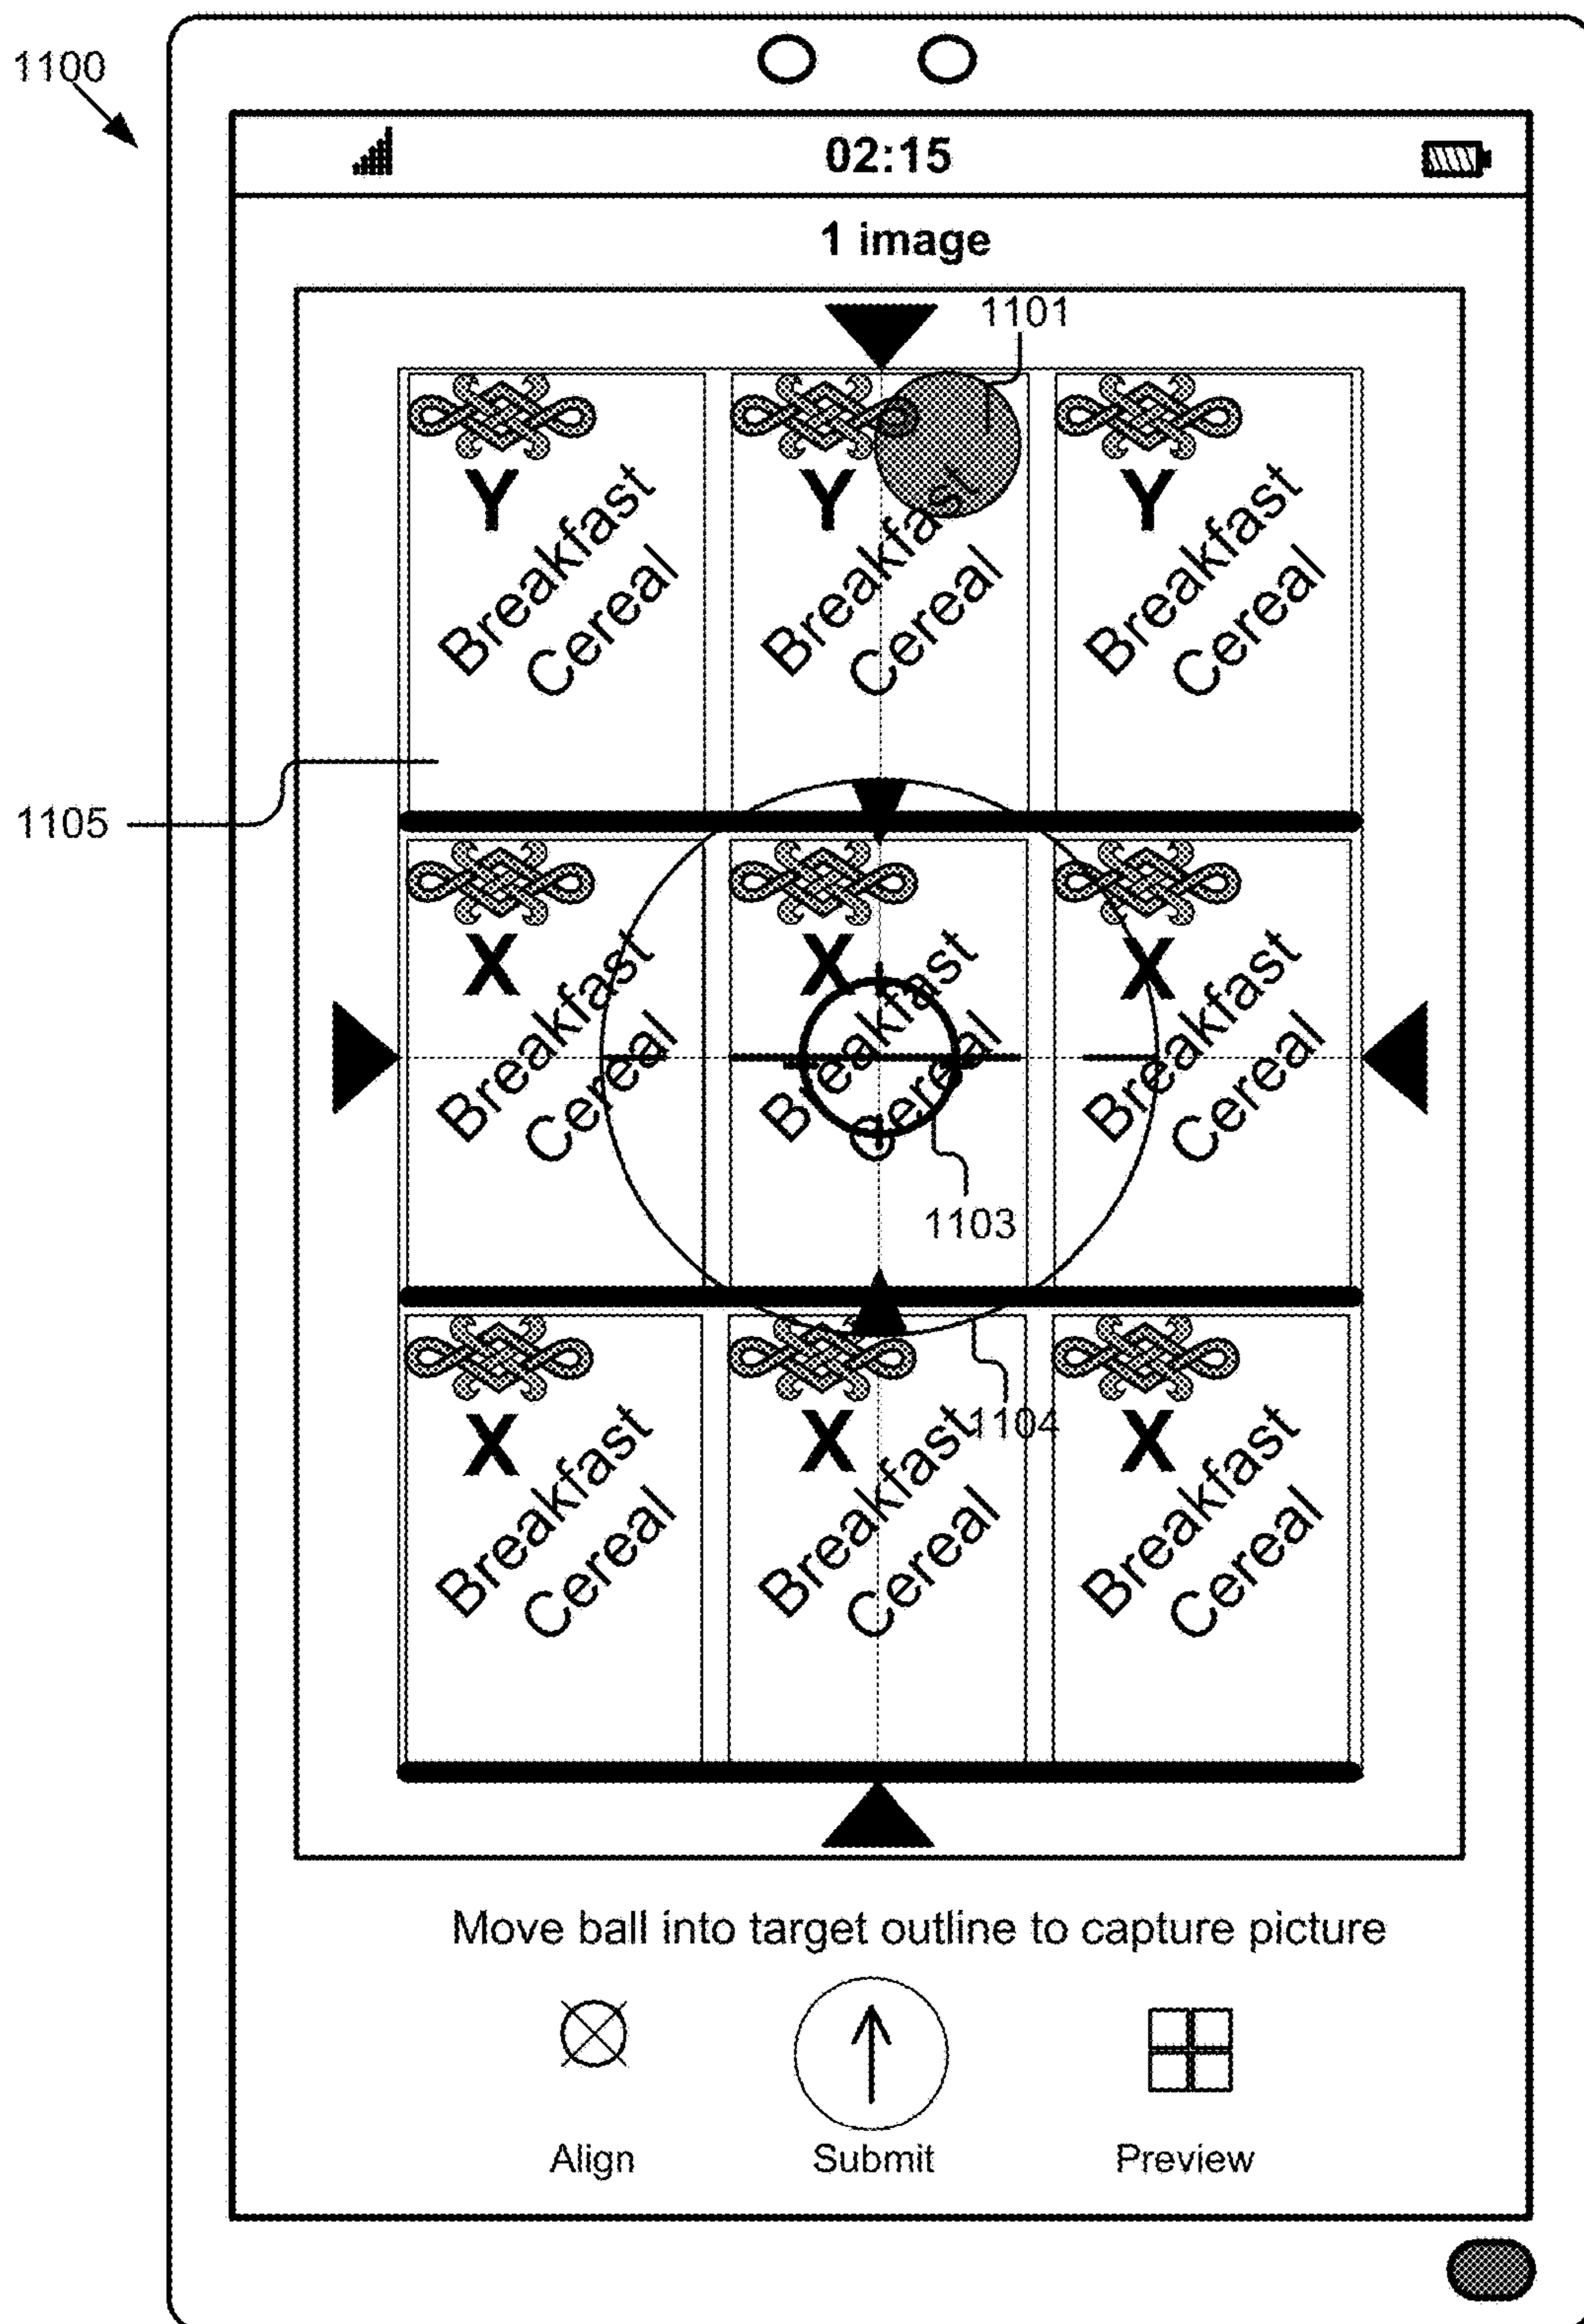 1100
02:15
1 image
1101
Y
Breakfast
Cereal
Y
Breakfast
Cereal
Y
Breakfast
Cereal
1105
X
Breakfast
Cereal
X
Breakfast
Cereal
X
Breakfast
Cereal
1103
X
Breakfast
Cereal
X
Breakfast
Cereal
X
Breakfast
Cereal
1104
Move ball into target outline to capture picture
Align
Submit
Preview